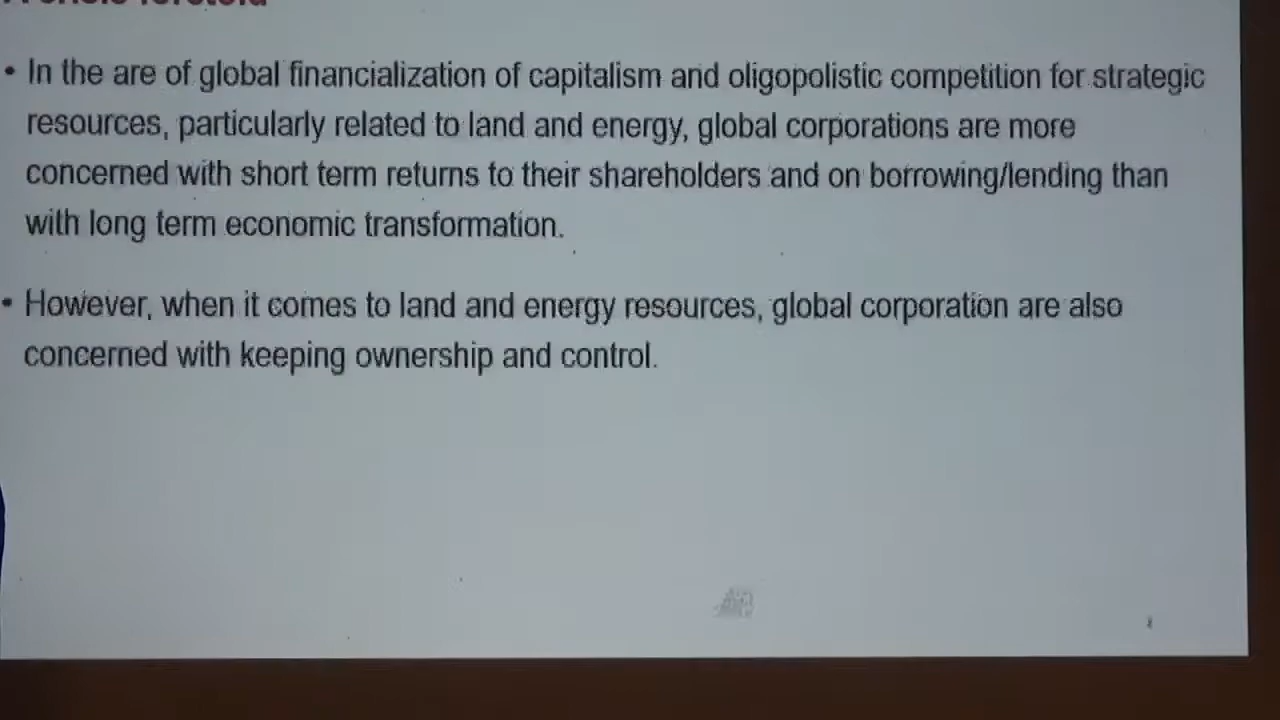 • In the are of global financialization of capitalism and oligopolistic competition for strategic
resources, particularly related to land and energy, global corporations are more
concerned with short term returns to their shareholders and on borrowing/lending than
with long term economic transformation.
• However, when it comes to land and energy resources, global corporation are also
concerned with keeping ownership and control.